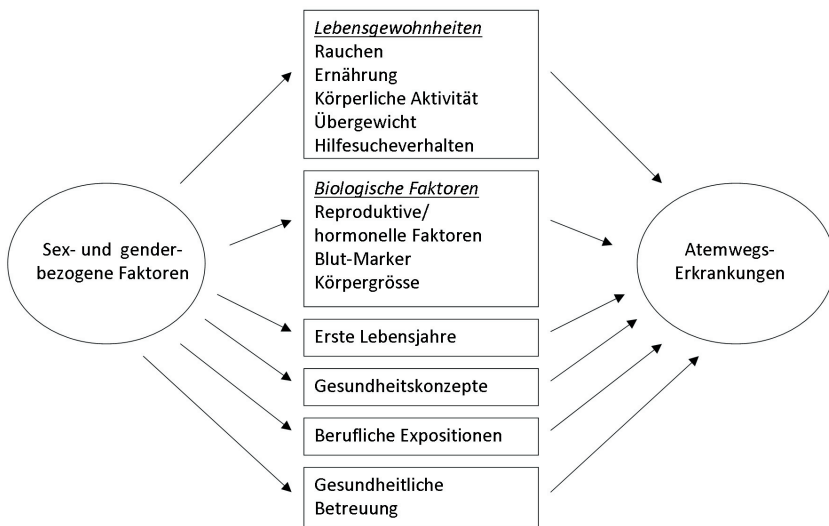 Lebensgewohnheiten
Rauchen
Ernährung
Körperliche Aktivität
Übergewicht
Hilfesucheverhalten
Sex- und gender-
bezogene Faktoren
Biologische Faktoren
Reproduktive/
hormonelle Faktoren
Blut-Marker
Körpergrösse
Erste Lebensjahre
Gesundheitskonzepte
Berufliche Expositionen
Gesundheitliche
Betreuung
Atemwegs-
Erkrankungen